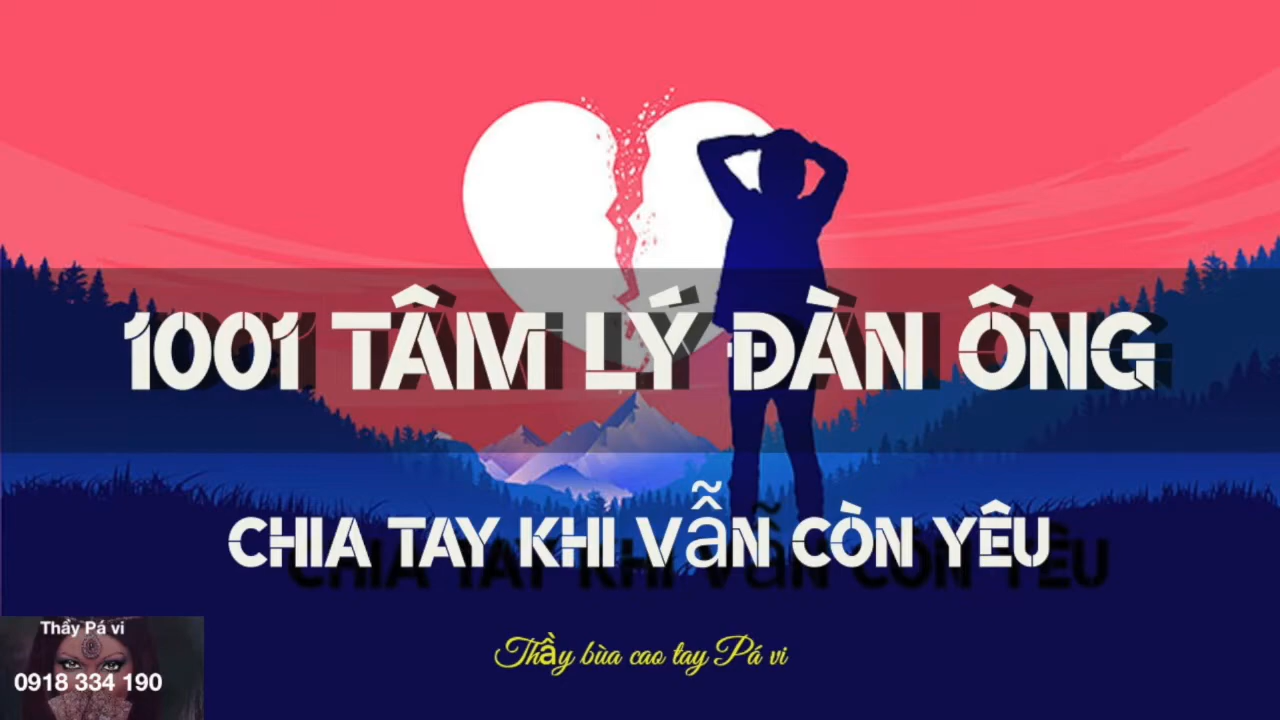 1001 TÂM LÝ ĐÀN ÔNG
CHIA TAY KHI VẪN CÒN YÊU
Thầy bùa cao tay Pá vi
Thầy Pá vi
0918 334 190